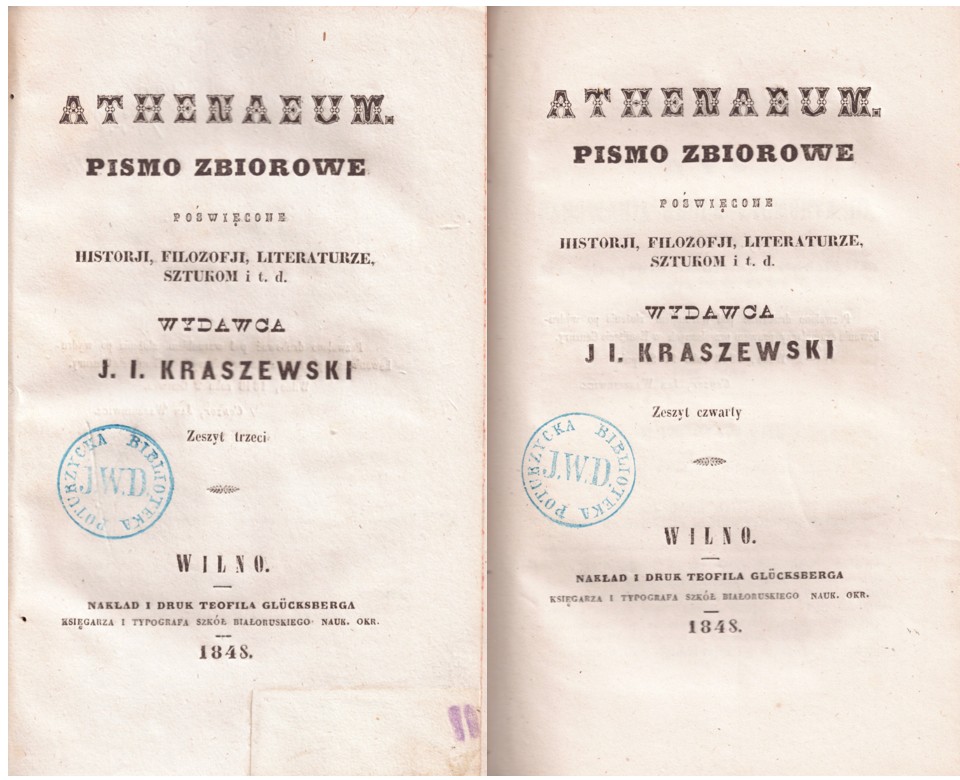 ATHENAEUM.
PISMO ZBIOROWE
POŚWIĘCONE
HISTORJI, FILOZOFJI, LITERATURZE,
SZTUKOM i t. d.
WYDAWCA
J. I. KRASZEWSKI
Zeszyt trzeci
POTURZYCKA BIBLIOTEKA
J.W.D.
WILNO.
NAKŁAD I DRUK TEOFILA GLÜCKSBERGA
KSIĘGARZA I TYPOGRAFA SZKÓŁ BIAŁORUSKIEGO NAUK. OKR.
1848.
ATHENAEUM.
PISMO ZBIOROWE
POŚWIĘCONE
HISTORJI, FILOZOFJI, LITERATURZE,
SZTUKOM i t. d.
WYDAWCA
J I. KRASZEWSKI
Zeszyt czwarty
POTURZYCKA BIBLIOTEKA
J.W.D.
WILNO.
NAKŁAD I DRUK TEOFILA GLÜCKSBERGA
KSIĘGARZA I TYPOGRAFA SZKÓŁ BIAŁORUSKIEGO NAUK. OKR.
1848.